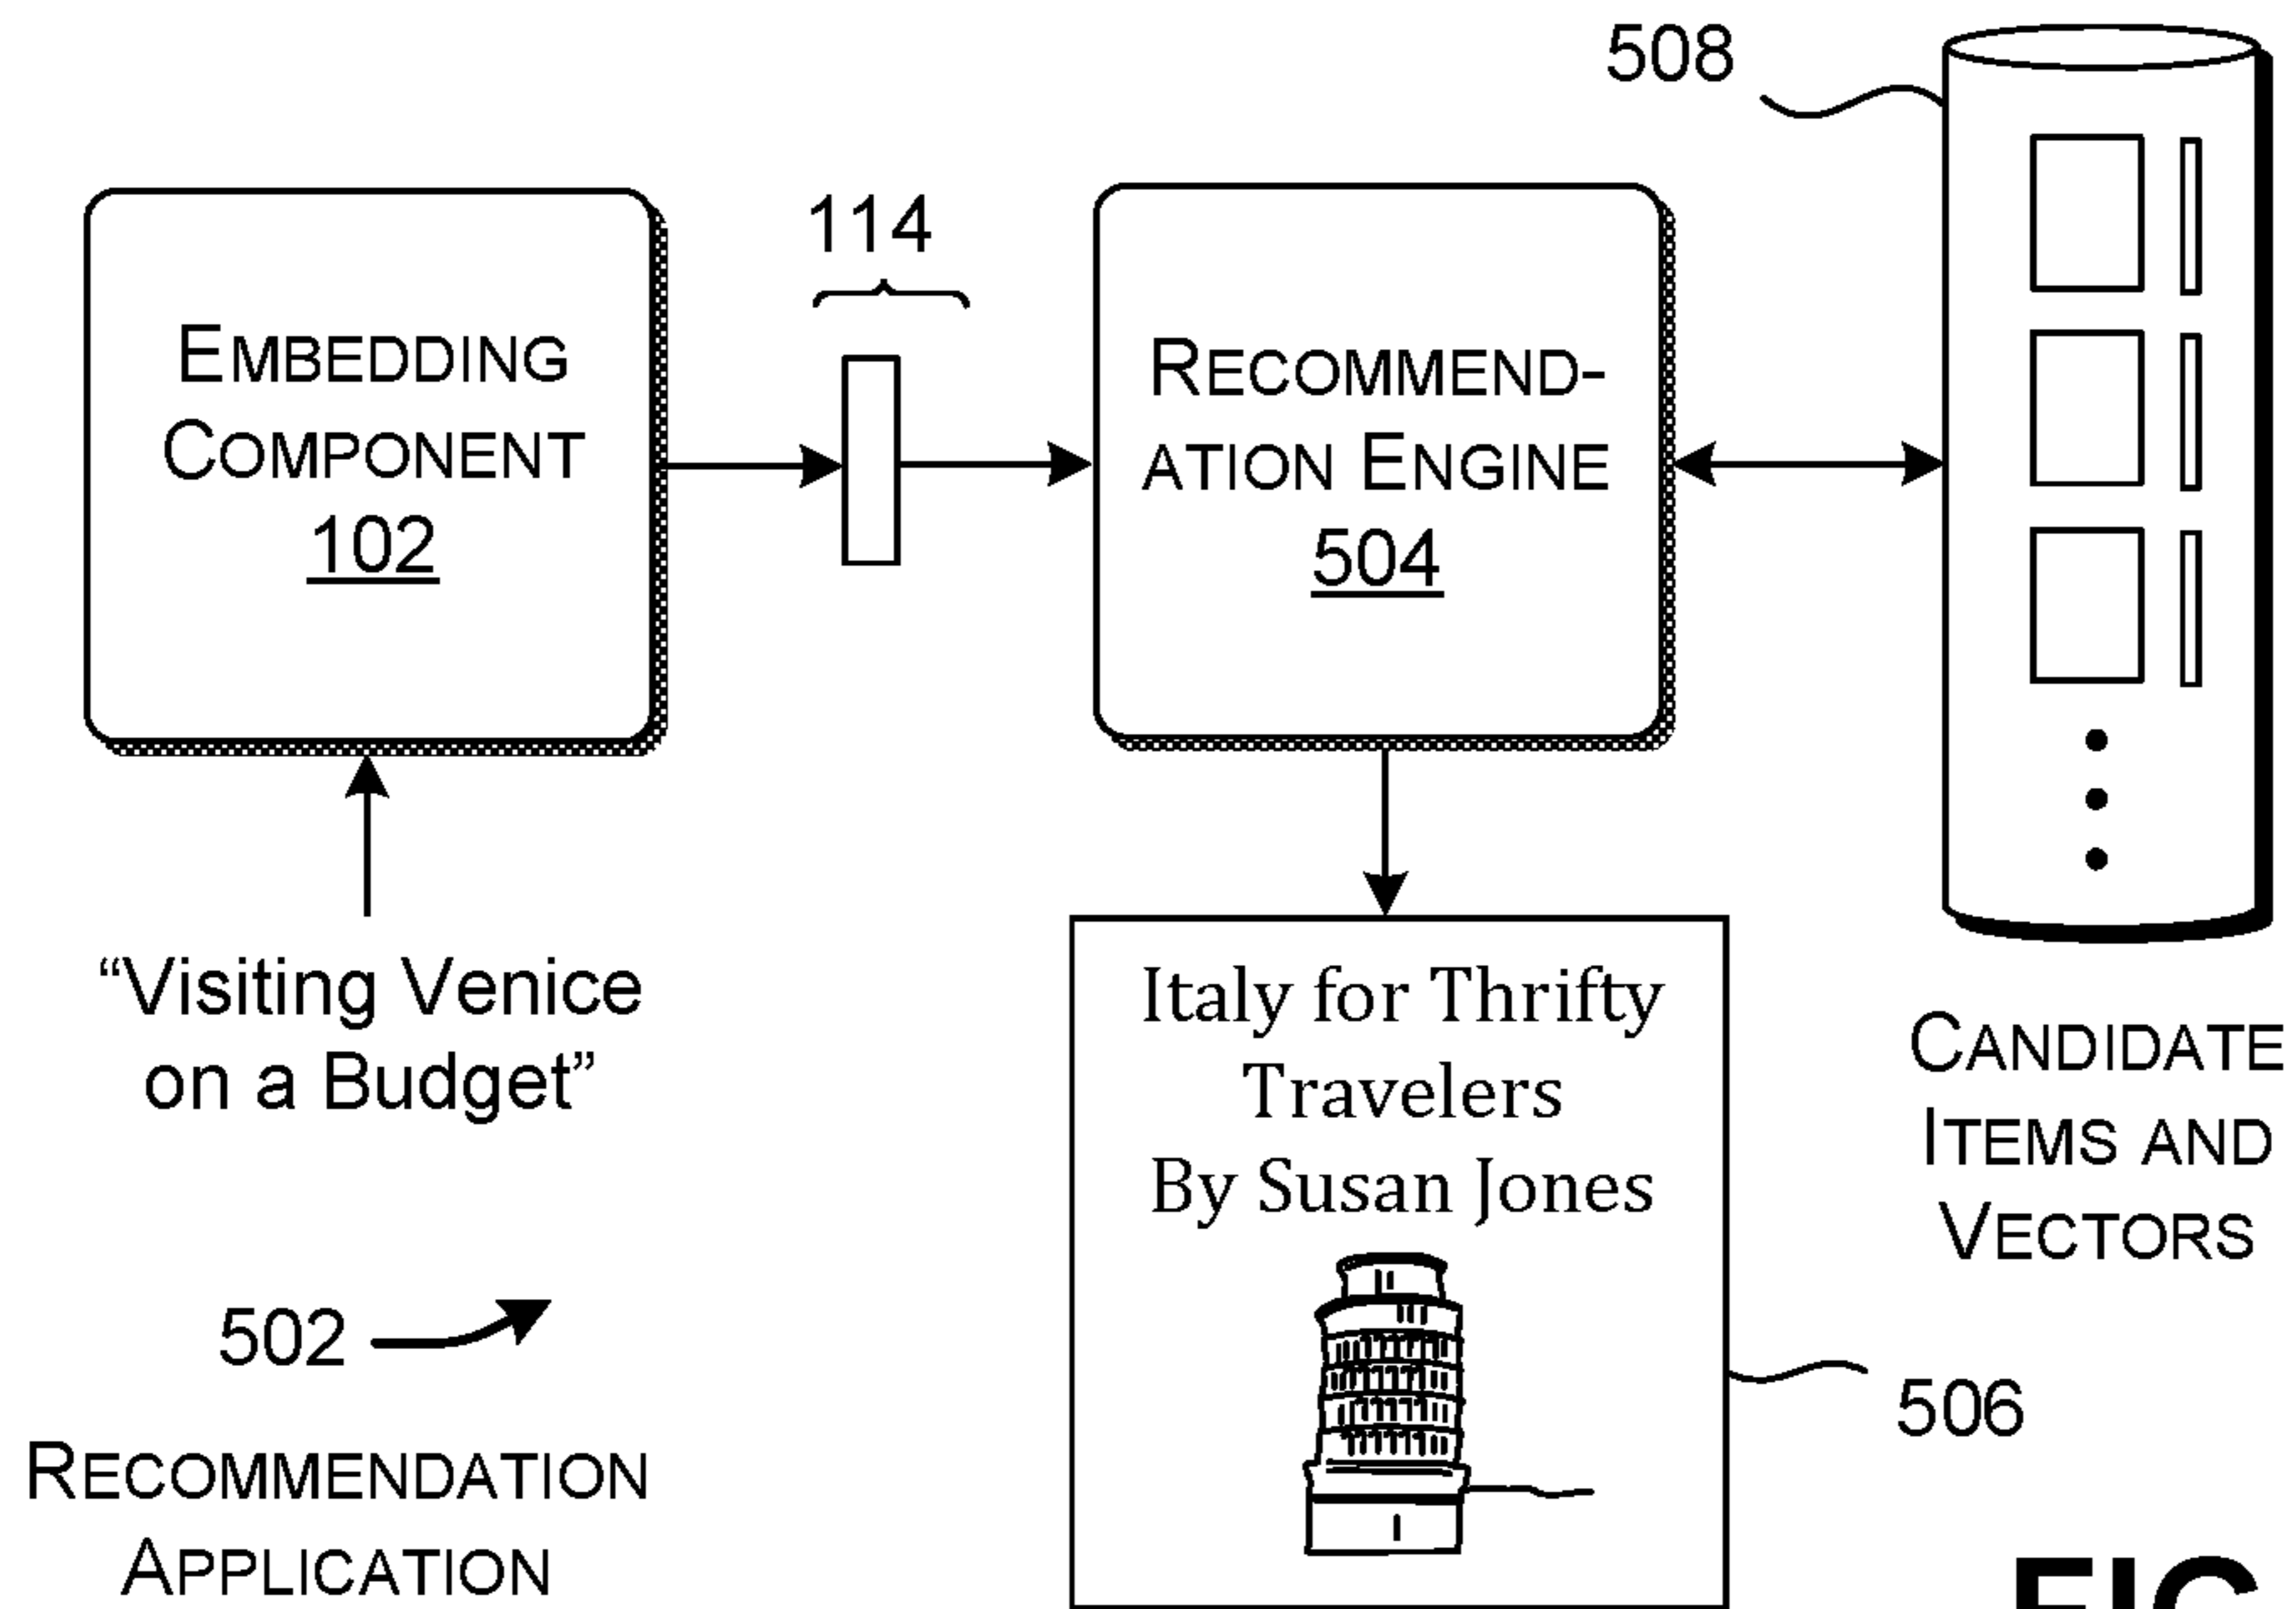 508
114
EMBEDDING
COMPONENT
102
RECOMMEND-
ATION ENGINE
504
“Visiting Venice
on a Budget”
Italy for Thrifty
Travelers
By Susan Jones
CANDIDATE
ITEMS AND
VECTORS
502
RECOMMENDATION
APPLICATION
506
FIG